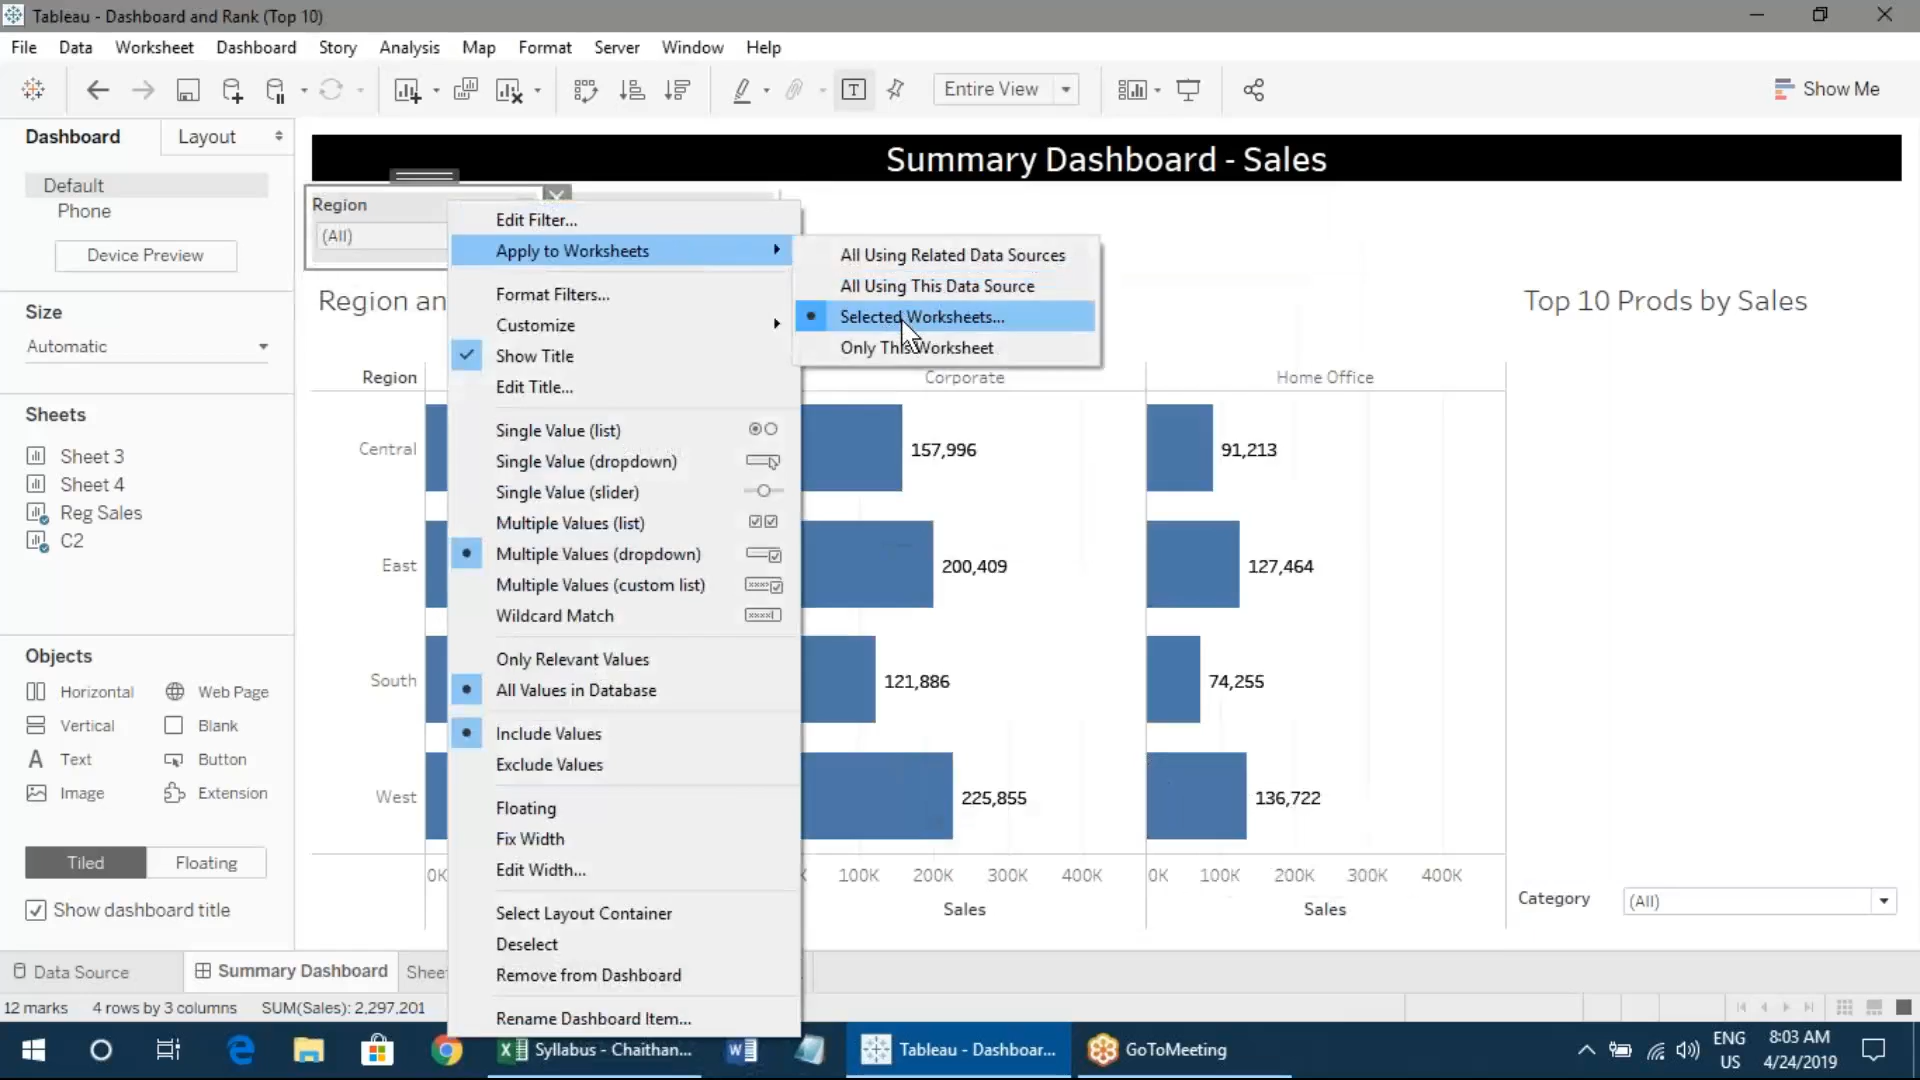 Tableau - Dashboard and Rank (Top 10)
File Data Worksheet Dashboard Story Analysis Map Format Server Window Help
Entire View
Show Me
Dashboard Layout
Default
Phone
Device Preview
Size
Automatic
Sheets
Sheet 3
Sheet 4
Reg Sales
C2
Objects
Horizontal Web Page
Vertical Blank
Text Button
Image Extension
Tiled Floating
Show dashboard title
Summary Dashboard - Sales
Region
(All)
Region an
Top 10 Prods by Sales
Edit Filter...
Apply to Worksheets
Format Filters...
Customize
Show Title
Edit Title...
Single Value (list)
Single Value (dropdown)
Single Value (slider)
Multiple Values (list)
Multiple Values (dropdown)
Multiple Values (custom list)
Wildcard Match
Only Relevant Values
All Values in Database
Include Values
Exclude Values
Floating
Fix Width
Edit Width...
Select Layout Container
Deselect
Remove from Dashboard
Rename Dashboard Item...
All Using Related Data Sources
All Using This Data Source
Selected Worksheets...
Only This Worksheet
Region Corporate Home Office
Central 157,996 91,213
East 200,409 127,464
South 121,886 74,255
West 225,855 136,722
0K 100K 200K 300K 400K 0K 100K 200K 300K 400K
Sales Sales
Category (All)
Data Source Summary Dashboard Shee
12 marks 4 rows by 3 columns SUM(Sales): 2,297,201
Syllabus - Chaithan... Tableau - Dashboar... GoToMeeting
ENG
US
8:03 AM
4/24/2019